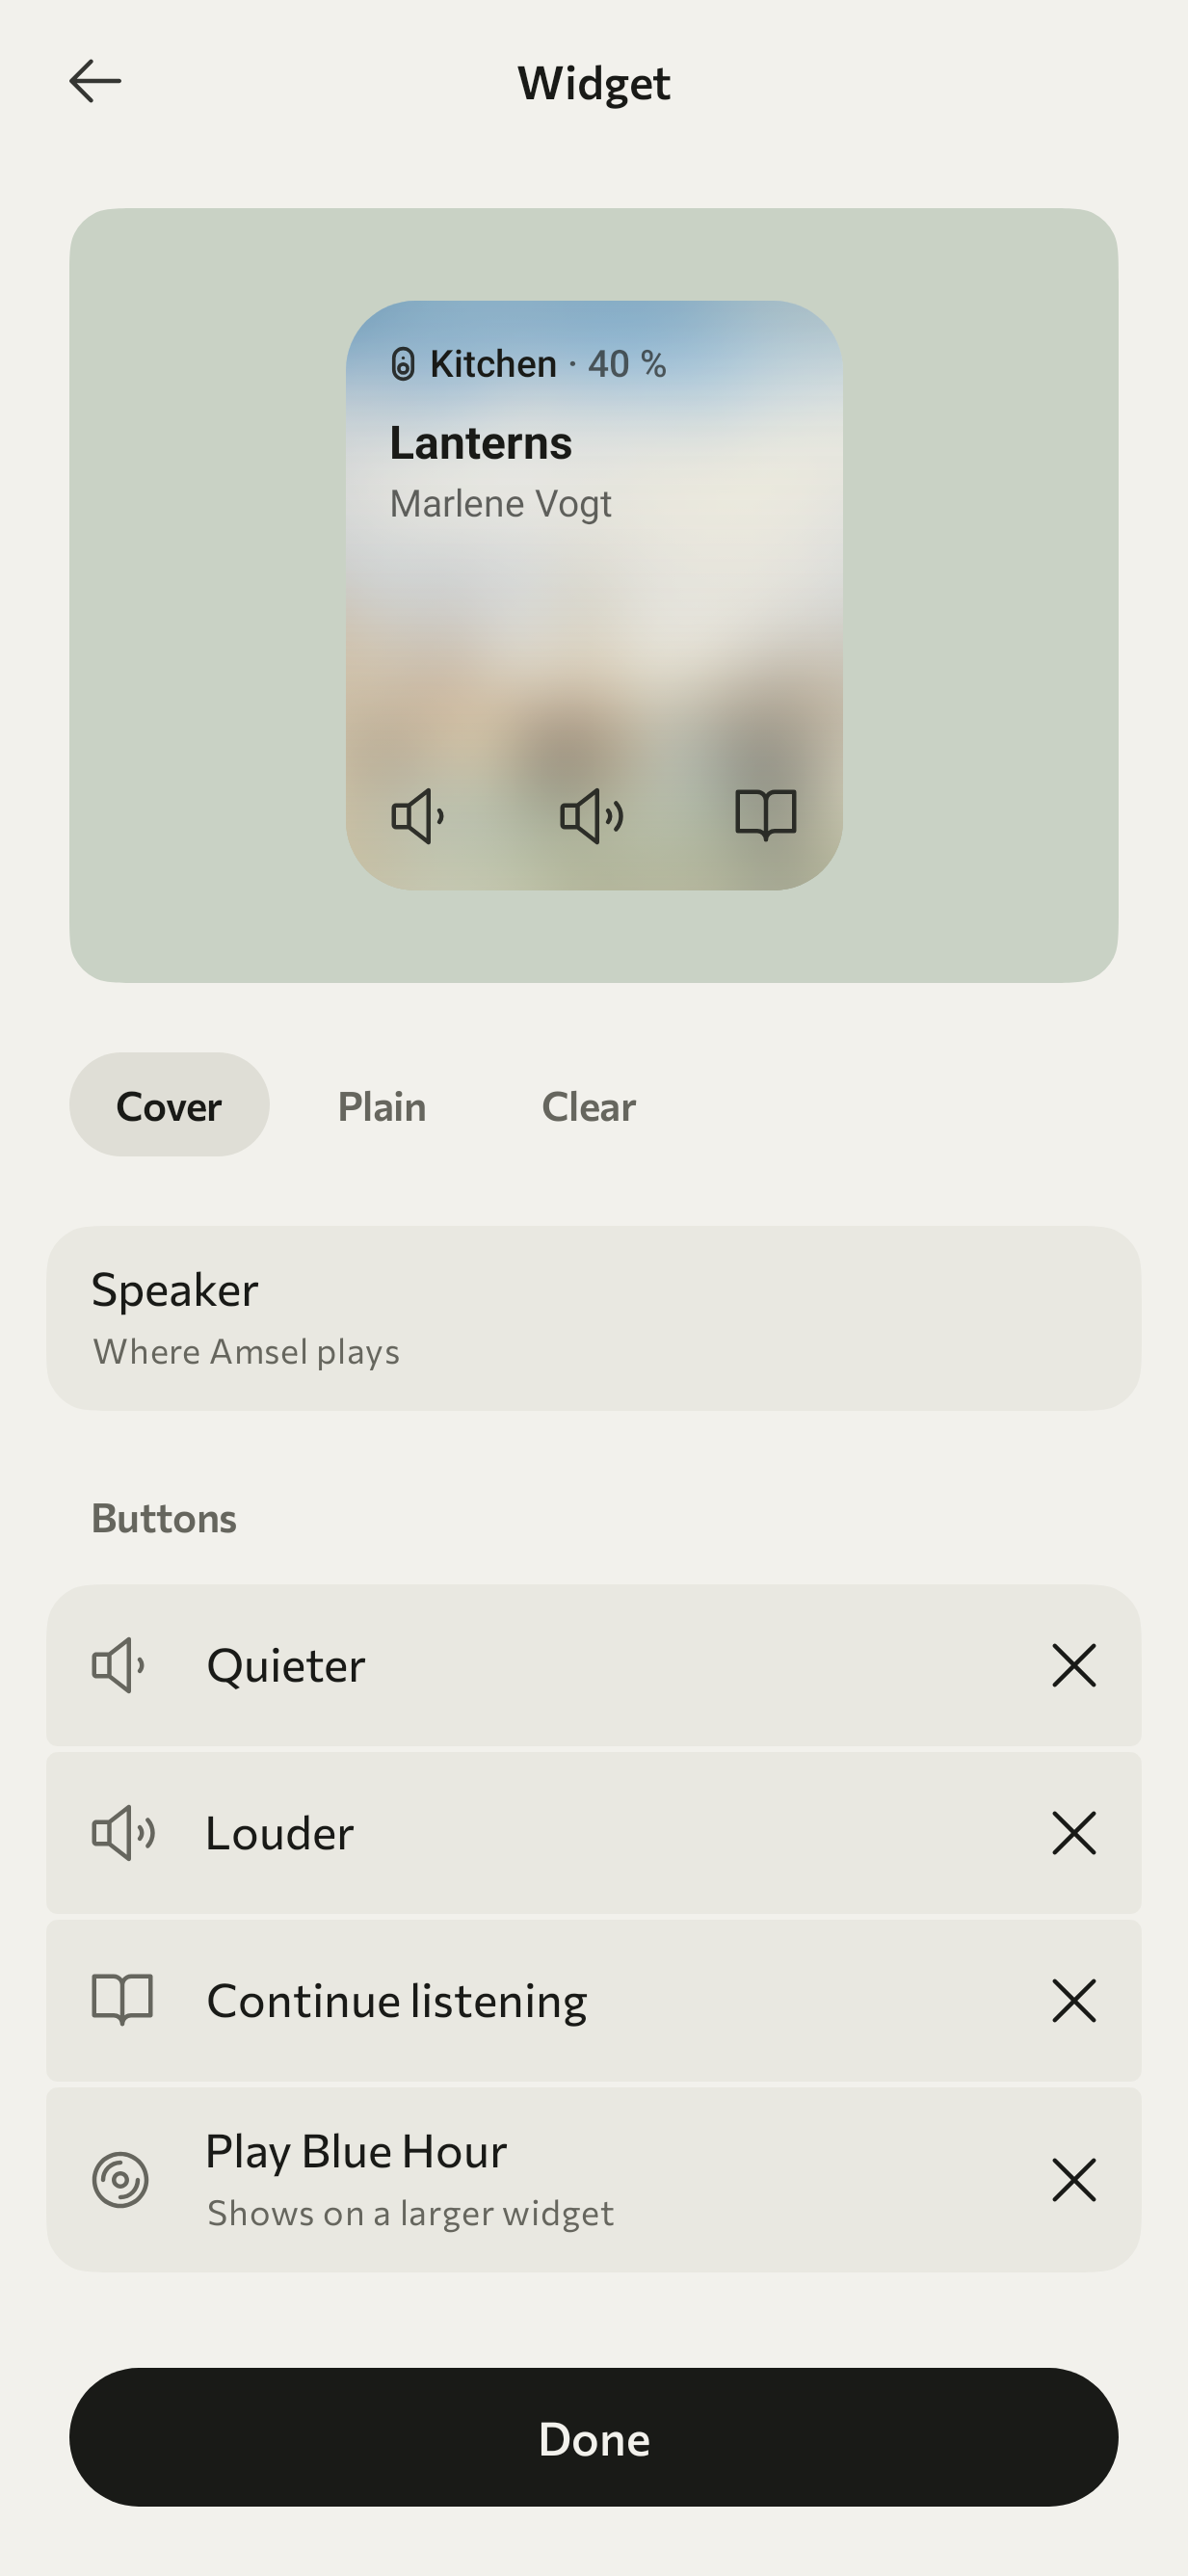 Widget
Kitchen · 40 %
Lanterns
Marlene Vogt
Cover
Plain
Clear
Speaker
Where Amsel plays
Buttons
Quieter
Louder
Continue listening
Play Blue Hour
Shows on a larger widget
Done